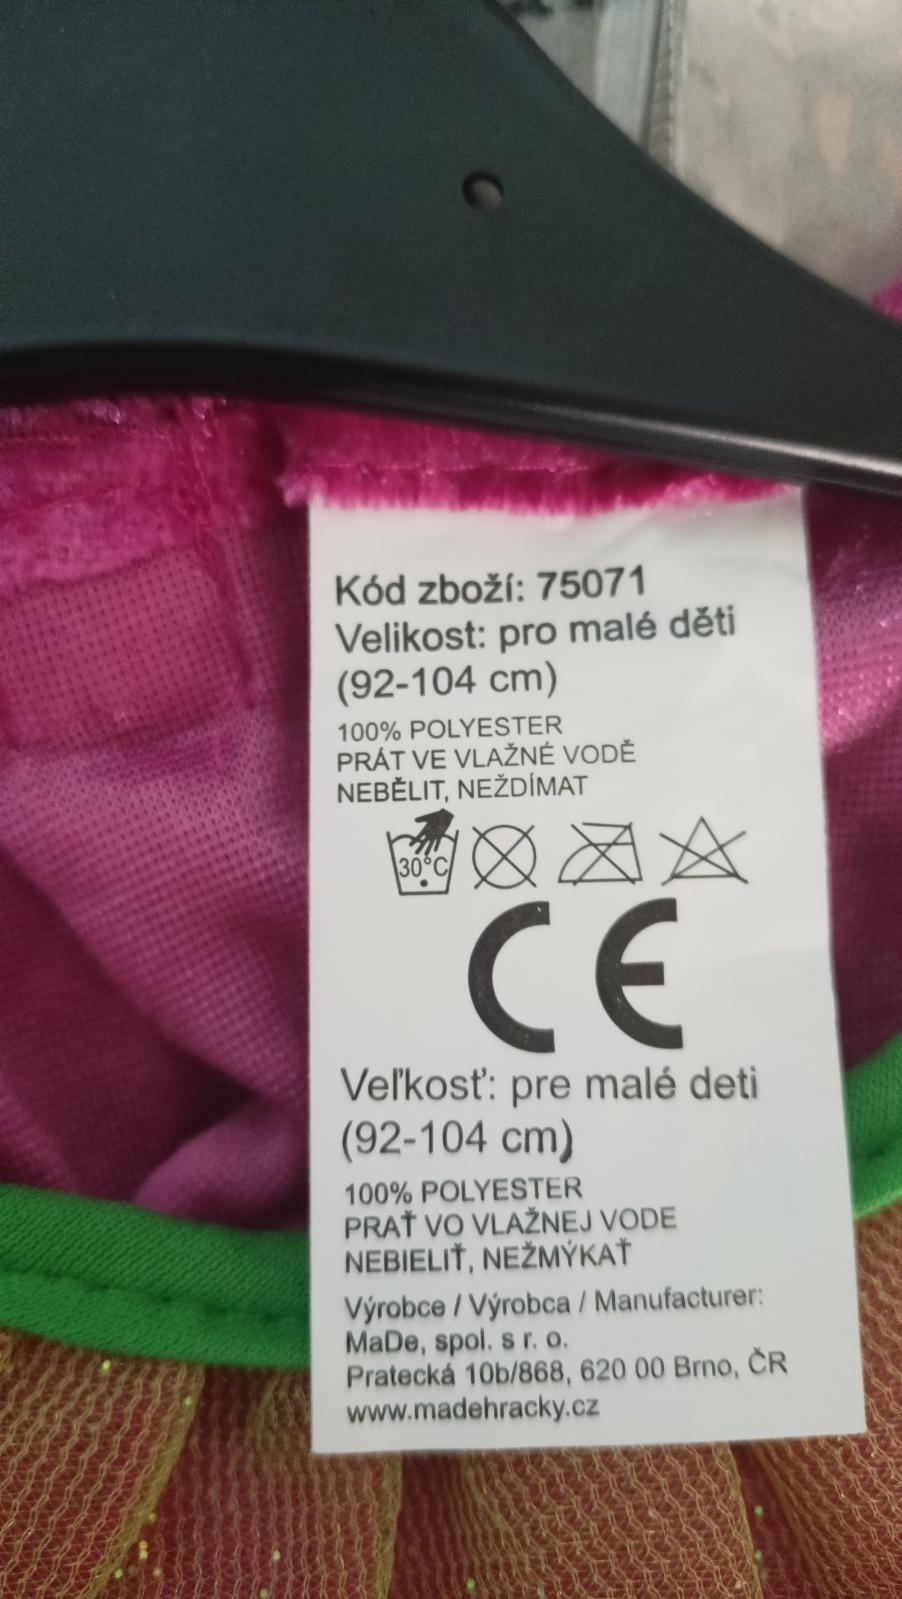 Kód zboží: 75071
Velikost: pro malé děti
(92-104 cm)
100% POLYESTER
PRÁT VE VLAŽNÉ VODĚ
NEBĚLIT, NEŽDÍMAT
30°C
CE
Veľkosť: pre malé deti
(92-104 cm)
100% POLYESTER
PRAŤ VO VLAŽNEJ VODE
NEBIELIŤ, NEŽMÝKAŤ
Výrobce / Výrobca / Manufacturer:
MaDe, spol. s r. o.
Pratecká 10b/868, 620 00 Brno, ČR
www.madehracky.cz